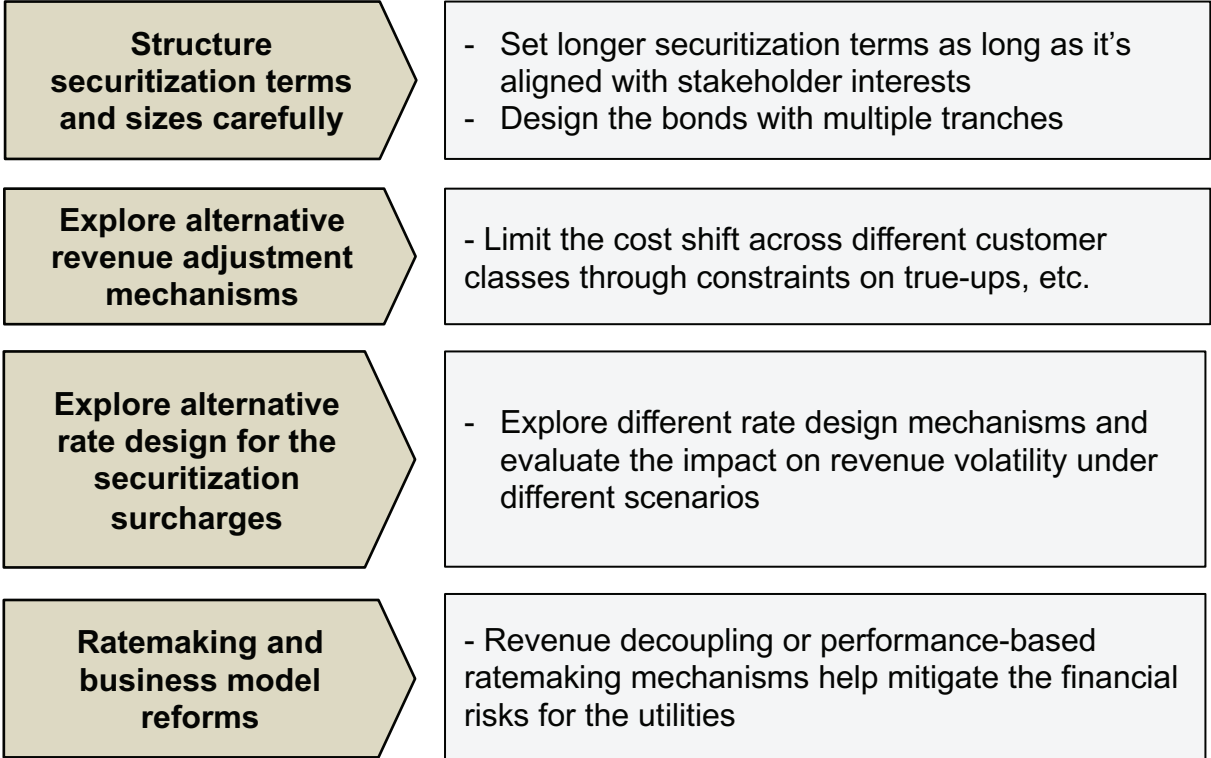 Structure
securitization terms
and sizes carefully
- Set longer securitization terms as long as it’s
aligned with stakeholder interests
- Design the bonds with multiple tranches
Explore alternative
revenue adjustment
mechanisms
- Limit the cost shift across different customer
classes through constraints on true-ups, etc.
Explore alternative
rate design for the
securitization
surcharges
- Explore different rate design mechanisms and
evaluate the impact on revenue volatility under
different scenarios
Ratemaking and
business model
reforms
- Revenue decoupling or performance-based
ratemaking mechanisms help mitigate the financial
risks for the utilities